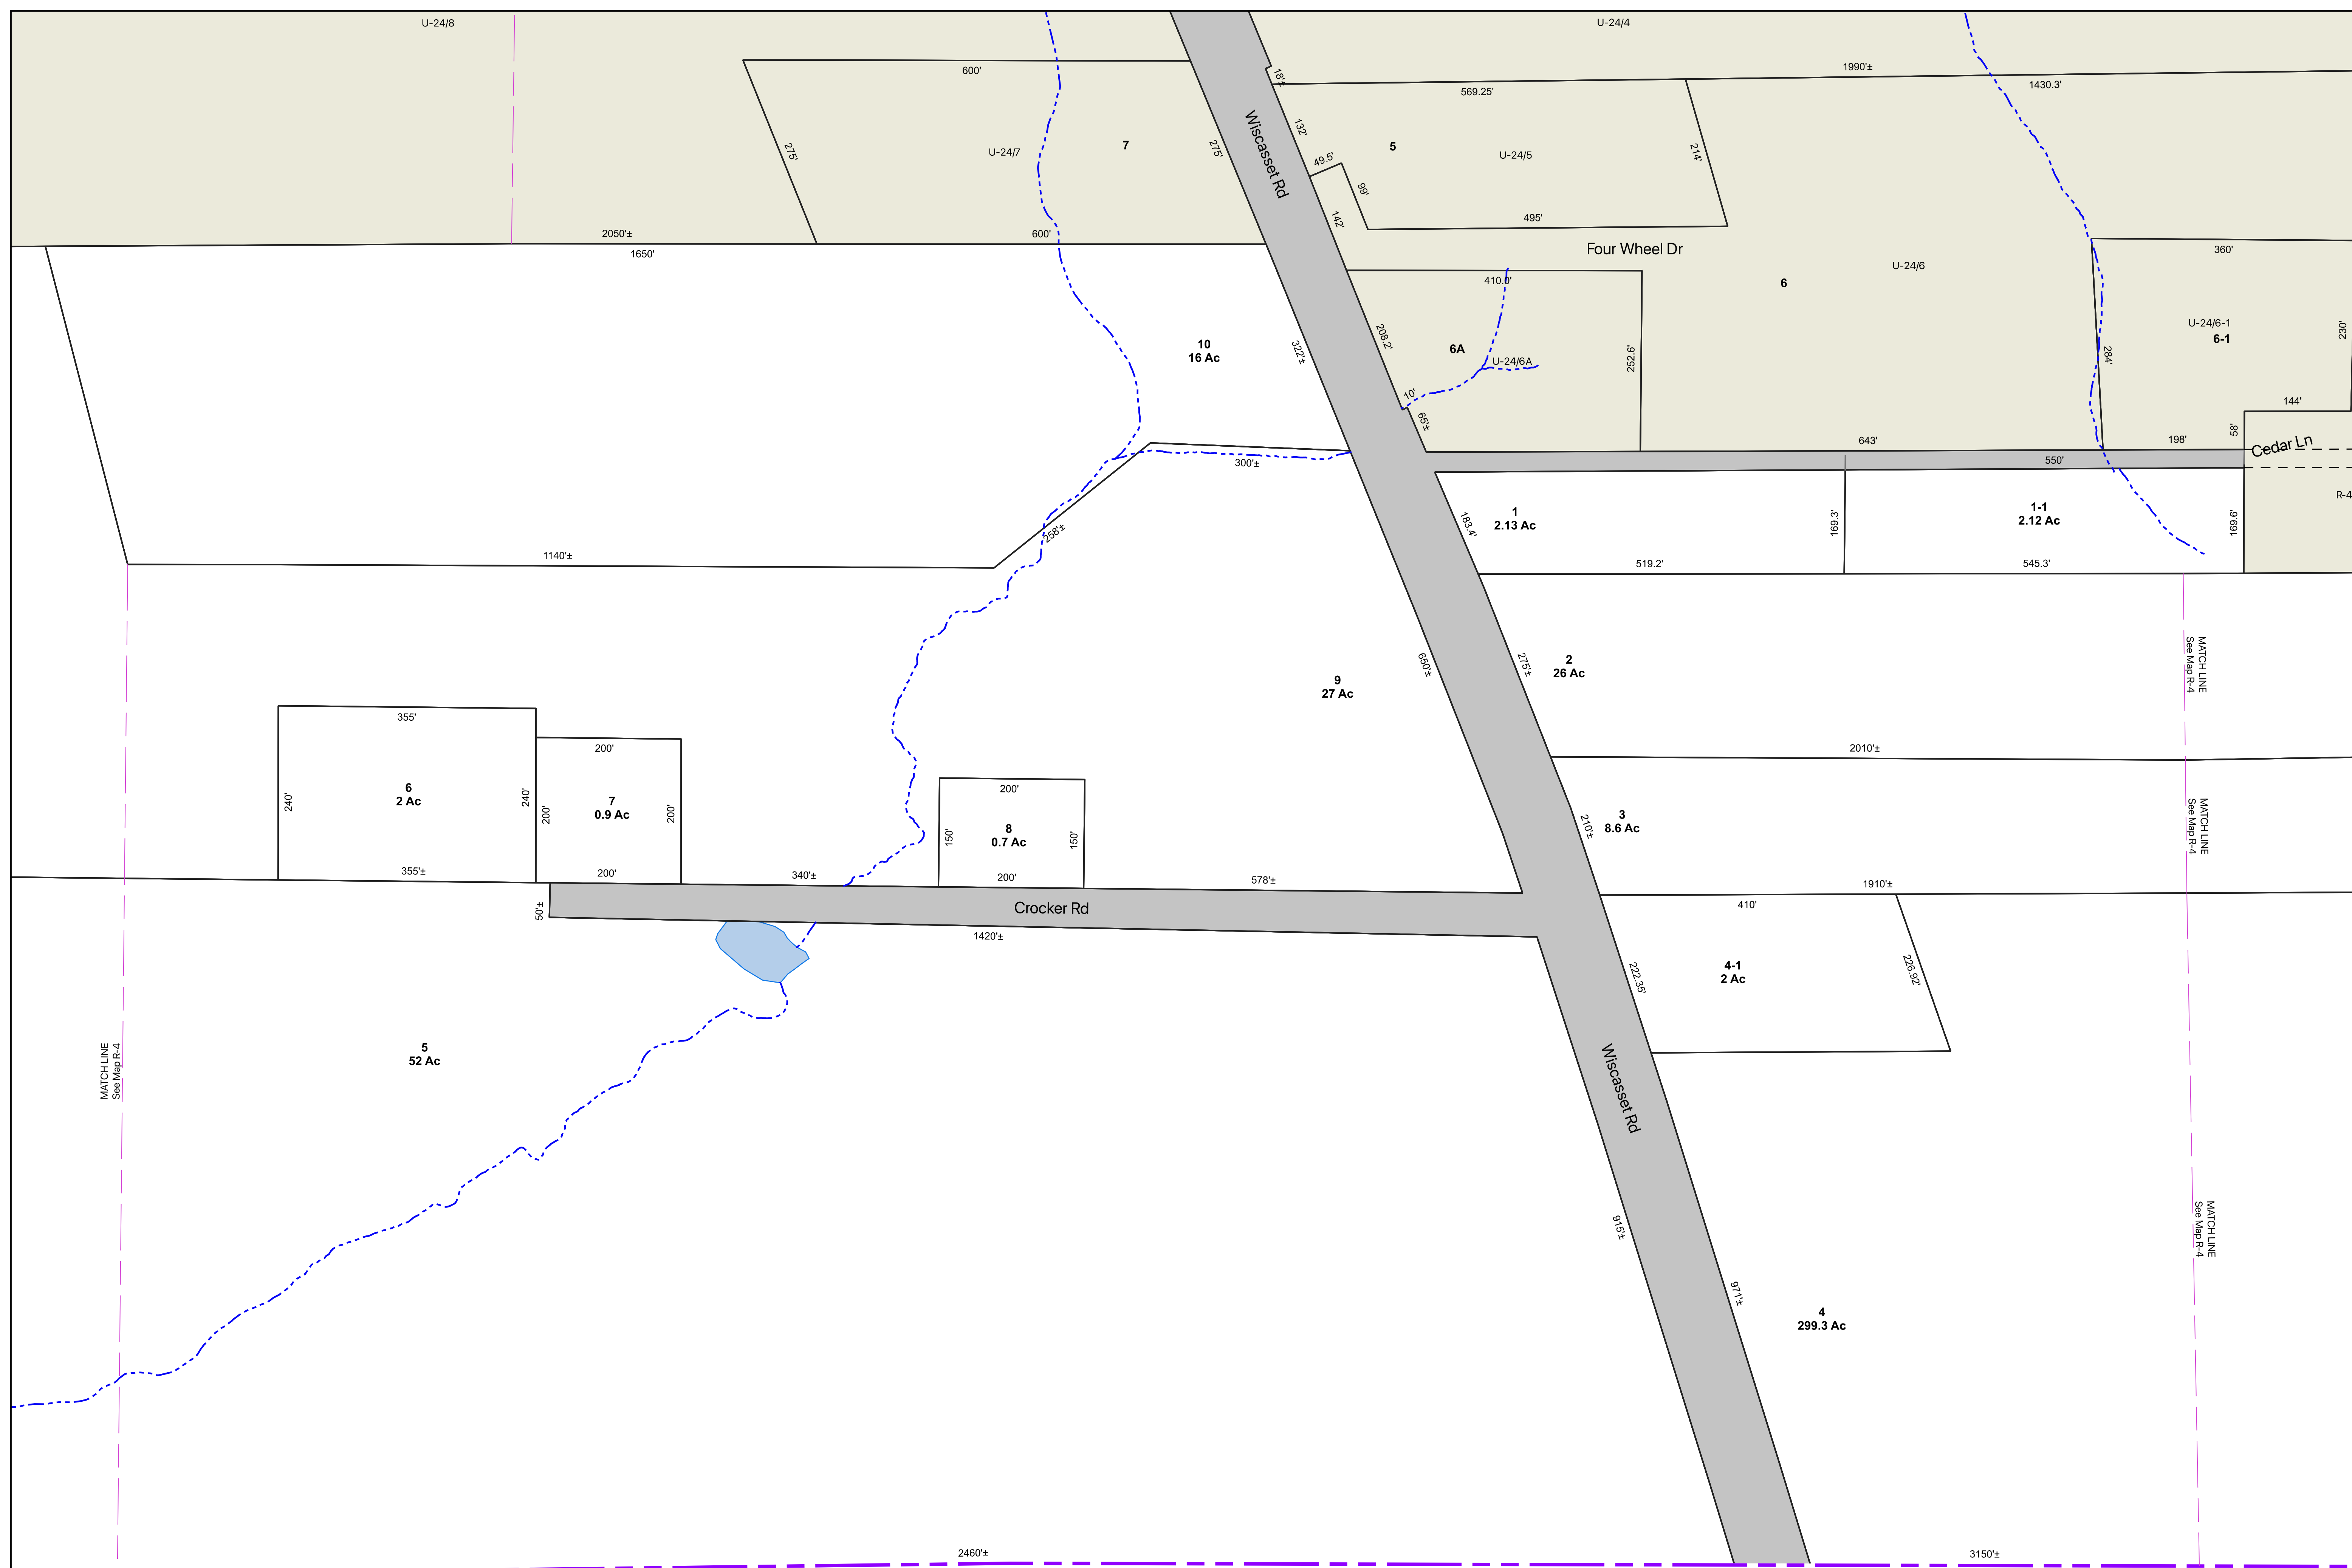 U-24/8
U-24/4
600'
18'±
1990'±
569.25'
1430.3'
Wiscasset Rd
132'
275'
275'
U-24/7
7
5
49.5'
U-24/5
214'
99'
142'
495'
2050'±
600'
1650'
Four Wheel Dr
360'
U-24/6
6
410.0'
10
16 Ac
322'±
208.2'
6A
U-24/6A
252.6'
284'
U-24/6-1
6-1
230'
10'
65'±
144'
58'
643'
198'
Cedar Ln
300'±
550'
R-4
1
2.13 Ac
183.4'
169.3'
1-1
2.12 Ac
169.6'
258'±
1140'±
519.2'
545.3'
650'±
275'±
2
26 Ac
MATCH LINE
See Map R-4
9
27 Ac
355'
200'
2010'±
6
2 Ac
240'
240'
200'
7
0.9 Ac
200'
200'
8
0.7 Ac
150'
150'
210'±
3
8.6 Ac
MATCH LINE
See Map R-4
355'±
200'
340'±
200'
578'±
1910'±
50'±
Crocker Rd
410'
1420'±
222.35'
4-1
2 Ac
226.92'
5
52 Ac
MATCH LINE
See Map R-4
Wiscasset Rd
915'±
MATCH LINE
See Map R-4
971'±
4
299.3 Ac
2460'±
3150'±